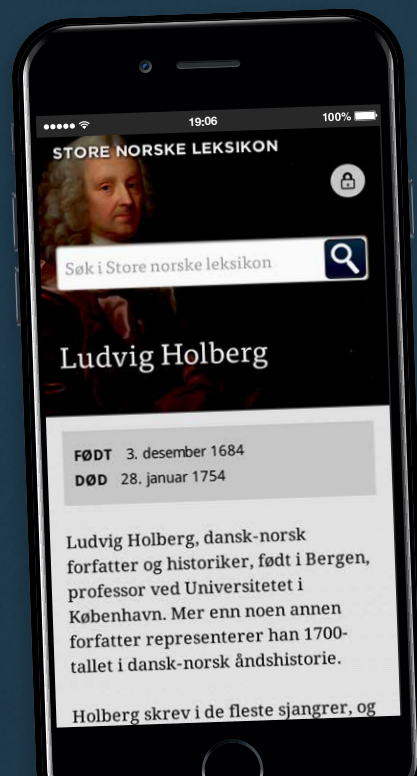 19:06
100%
STORE NORSKE LEKSIKON
Søk i Store norske leksikon
Ludvig Holberg
FØDT 3. desember 1684
DØD 28. januar 1754
Ludvig Holberg, dansk-norsk
forfatter og historiker, født i Bergen,
professor ved Universitetet i
København. Mer enn noen annen
forfatter representerer han 1700-
tallet i dansk-norsk åndshistorie.
Holberg skrev i de fleste sjangrer, og